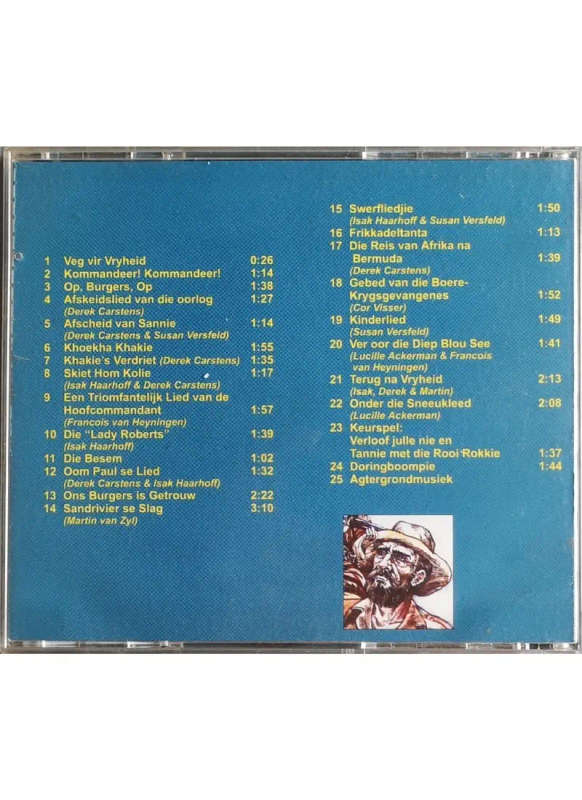 1 Veg vir Vryheid 0:26
2 Kommandeer! Kommandeer! 1:14
3 Op, Burgers, Op 1:38
4 Afskeidslied van die oorlog 1:27
(Derek Carstens)
5 Afscheid van Sannie 1:14
(Derek Carstens & Susan Versfeld)
6 Khoekha Khakie 1:55
7 Khakie's Verdriet (Derek Carstens) 1:35
8 Skiet Hom Kolie 1:17
(Isak Haarhoff & Derek Carstens)
9 Een Triomfantelijk Lied van de
Hoofcommandant 1:57
(Francois van Heyningen)
10 Die "Lady Roberts" 1:39
(Isak Haarhoff)
11 Die Besem 1:02
12 Oom Paul se Lied 1:32
(Derek Carstens & Isak Haarhoff)
13 Ons Burgers is Getrouw 2:22
14 Sandrivier se Slag 3:10
(Martin van Zyl)
15 Swerfliedjie 1:50
(Isak Haarhoff & Susan Versfeld)
16 Frikkadeltanta 1:13
17 Die Reis van Afrika na
Bermuda 1:39
(Derek Carstens)
18 Gebed van die Boere-
Krygsgevangenes 1:52
(Cor Visser)
19 Kinderlied 1:49
(Susan Versfeld)
20 Ver oor die Diep Blou See 1:41
(Lucille Ackerman & Francois
van Heyningen)
21 Terug na Vryheid 2:13
(Isak, Derek & Martin)
22 Onder die Sneeukleed 2:08
(Lucille Ackerman)
23 Keurspel:
Verloof julle nie en
Tannie met die Rooi Rokkie 1:37
24 Doringboompie 1:44
25 Agtergrondmusiek